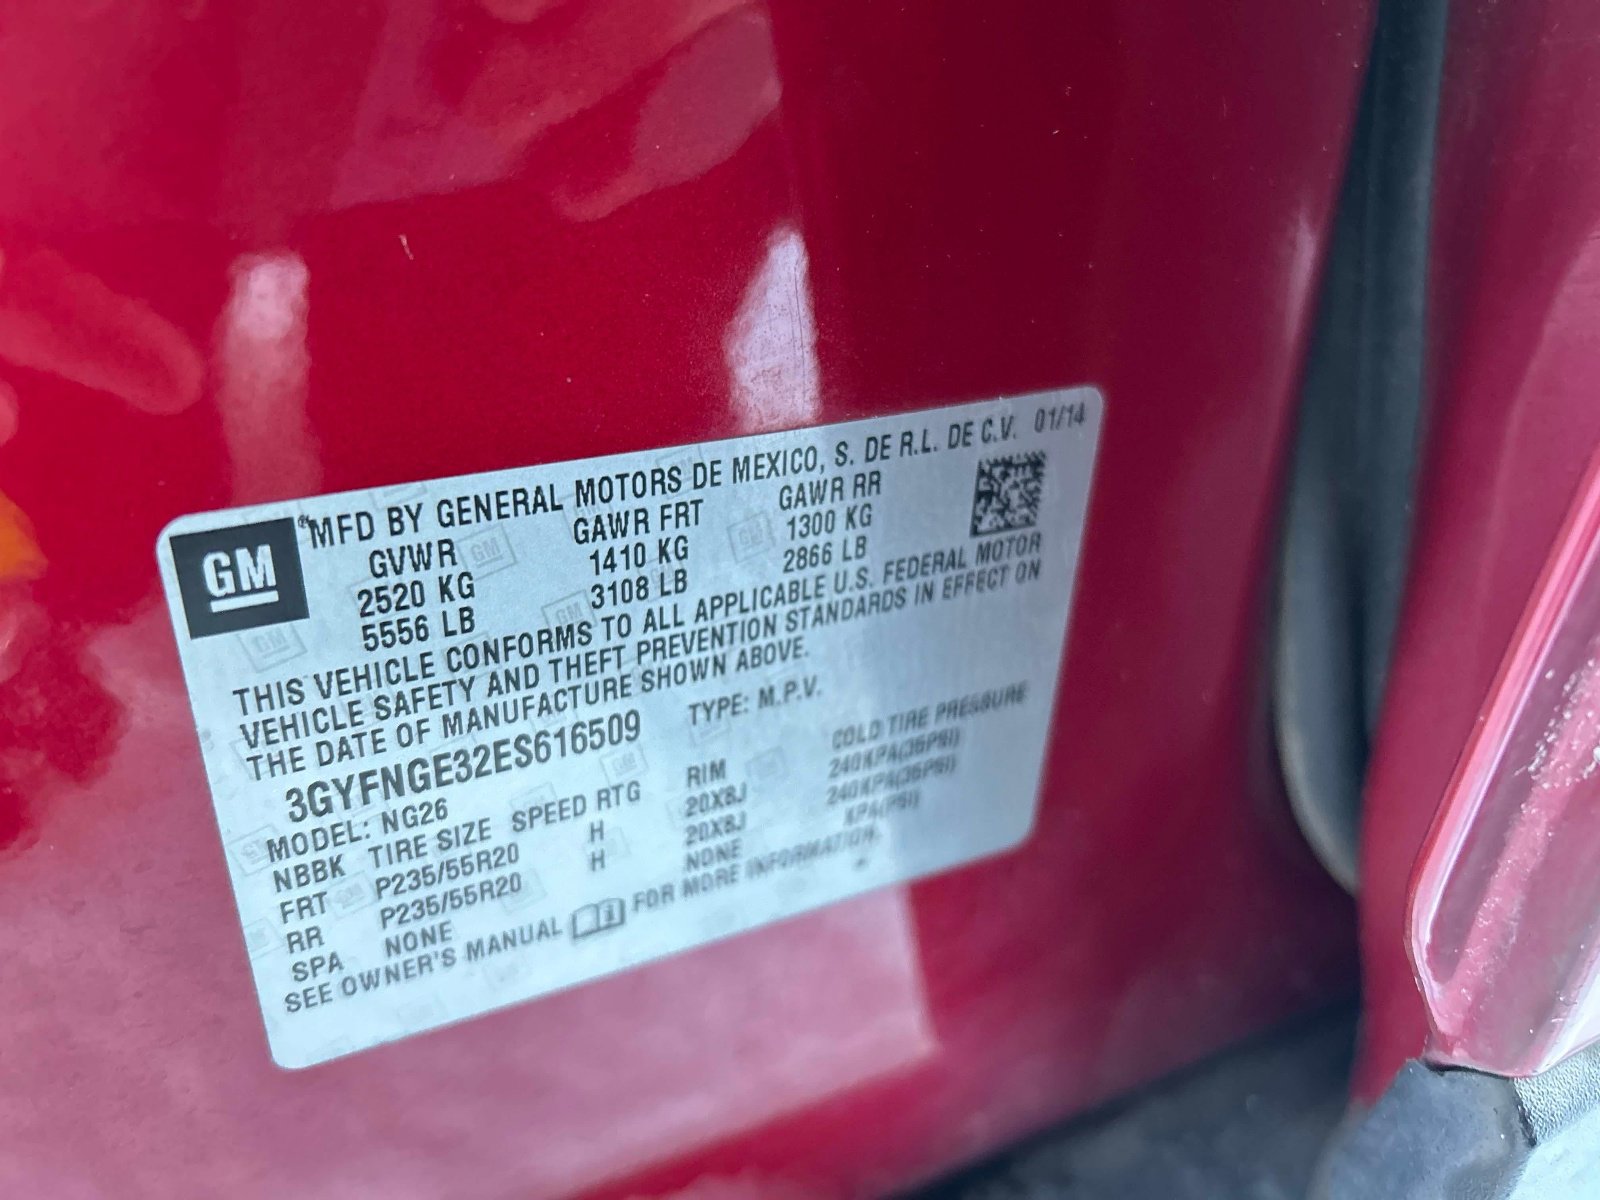 GM
MFD BY GENERAL MOTORS DE MEXICO, S. DE R.L. DE C.V. 01/14
GVWR GAWR FRT GAWR RR
2520 KG 1410 KG 1300 KG
5556 LB 3108 LB 2866 LB
THIS VEHICLE CONFORMS TO ALL APPLICABLE U.S. FEDERAL MOTOR
VEHICLE SAFETY AND THEFT PREVENTION STANDARDS IN EFFECT ON
THE DATE OF MANUFACTURE SHOWN ABOVE.
3GYFNGE32ES616509 TYPE: M.P.V.
MODEL: NG26
NBBK TIRE SIZE SPEED RTG RIM COLD TIRE PRESSURE
FRT P235/55R20 H 20X8J 240KPA(35PSI)
RR P235/55R20 H 20X8J 240KPA(35PSI)
SPA NONE NONE KPA(PSI)
SEE OWNER'S MANUAL FOR MORE INFORMATION.